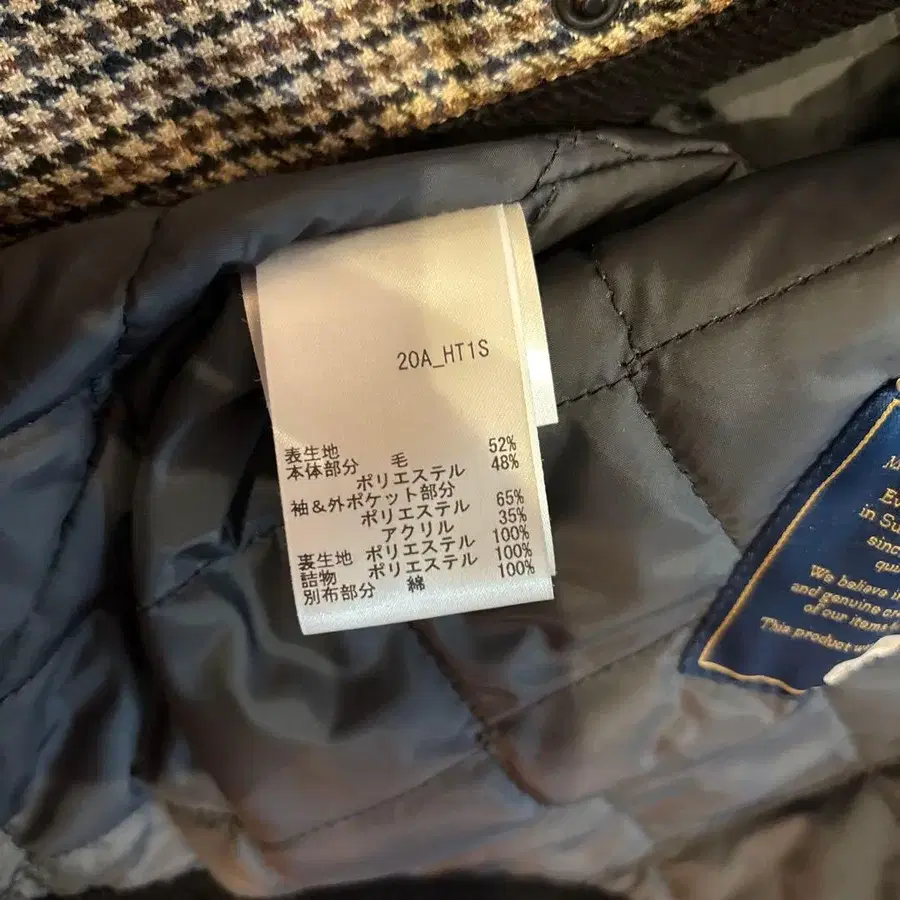 20A_HT1S
表生地
本体部分 毛 52%
ポリエステル 48%
袖&外ポケット部分
ポリエステル 65%
アクリル 35%
裏生地 ポリエステル 100%
詰物 ポリエステル 100%
別布部分 綿 100%
in
We believe
and genuine
of our items
This product